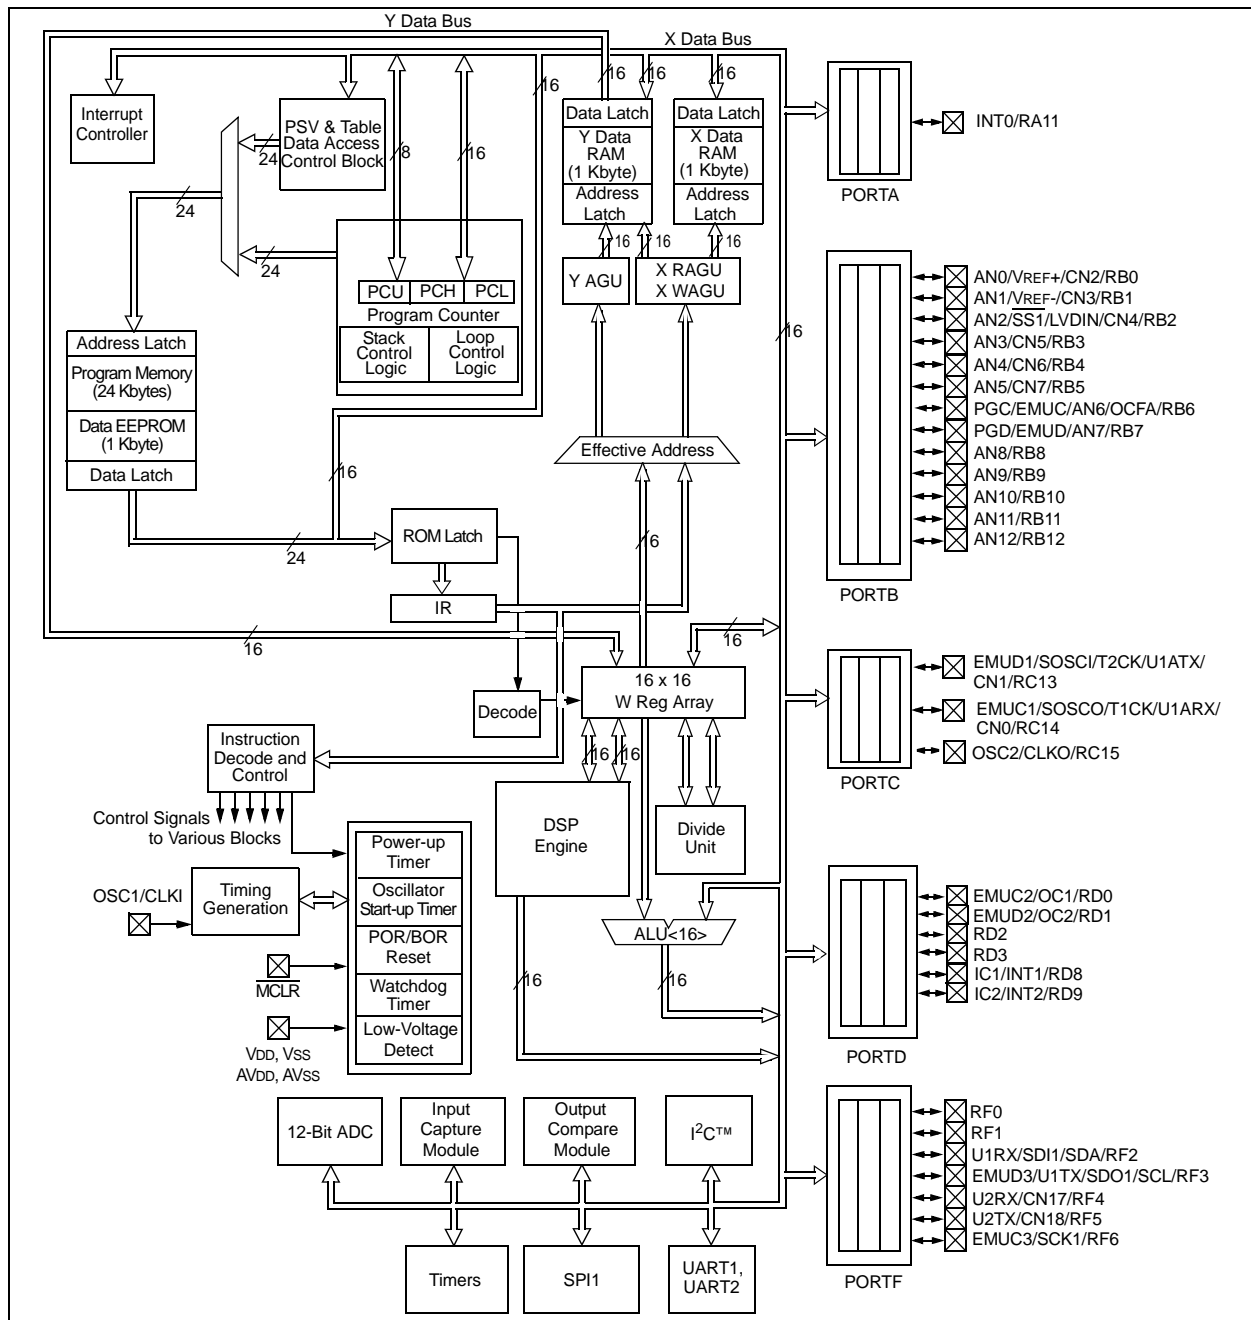 Y Data Bus
X Data Bus
Interrupt
Controller
PSV & Table
Data Access
Control Block
24
24
24
8
16
16
16
16
16
Data Latch
Y Data
RAM
(1 Kbyte)
Address
Latch
Data Latch
X Data
RAM
(1 Kbyte)
Address
Latch
16
16
16
Y AGU
X RAGU
X WAGU
PCU
PCH
PCL
Program Counter
Stack
Control
Logic
Loop
Control
Logic
Address Latch
Program Memory
(24 Kbytes)
Data EEPROM
(1 Kbyte)
Data Latch
16
24
16
Effective Address
ROM Latch
IR
16
6
16
16 x 16
W Reg Array
Decode
Instruction
Decode and
Control
Control Signals
to Various Blocks
16
16
DSP
Engine
Divide
Unit
OSC1/CLKI
Timing
Generation
Power-up
Timer
Oscillator
Start-up Timer
POR/BOR
Reset
Watchdog
Timer
Low-Voltage
Detect
MCLR
VDD, VSS
AVDD, AVSS
ALU<16>
16
16
12-Bit ADC
Input
Capture
Module
Output
Compare
Module
I2C™
Timers
SPI1
UART1,
UART2
INT0/RA11
PORTA
AN0/VREF+/CN2/RB0
AN1/VREF-/CN3/RB1
AN2/SS1/LVDIN/CN4/RB2
AN3/CN5/RB3
AN4/CN6/RB4
AN5/CN7/RB5
PGC/EMUC/AN6/OCFA/RB6
PGD/EMUD/AN7/RB7
AN8/RB8
AN9/RB9
AN10/RB10
AN11/RB11
AN12/RB12
PORTB
EMUD1/SOSCI/T2CK/U1ATX/
CN1/RC13
EMUC1/SOSCO/T1CK/U1ARX/
CN0/RC14
OSC2/CLKO/RC15
PORTC
EMUC2/OC1/RD0
EMUD2/OC2/RD1
RD2
RD3
IC1/INT1/RD8
IC2/INT2/RD9
PORTD
RF0
RF1
U1RX/SDI1/SDA/RF2
EMUD3/U1TX/SDO1/SCL/RF3
U2RX/CN17/RF4
U2TX/CN18/RF5
EMUC3/SCK1/RF6
PORTF